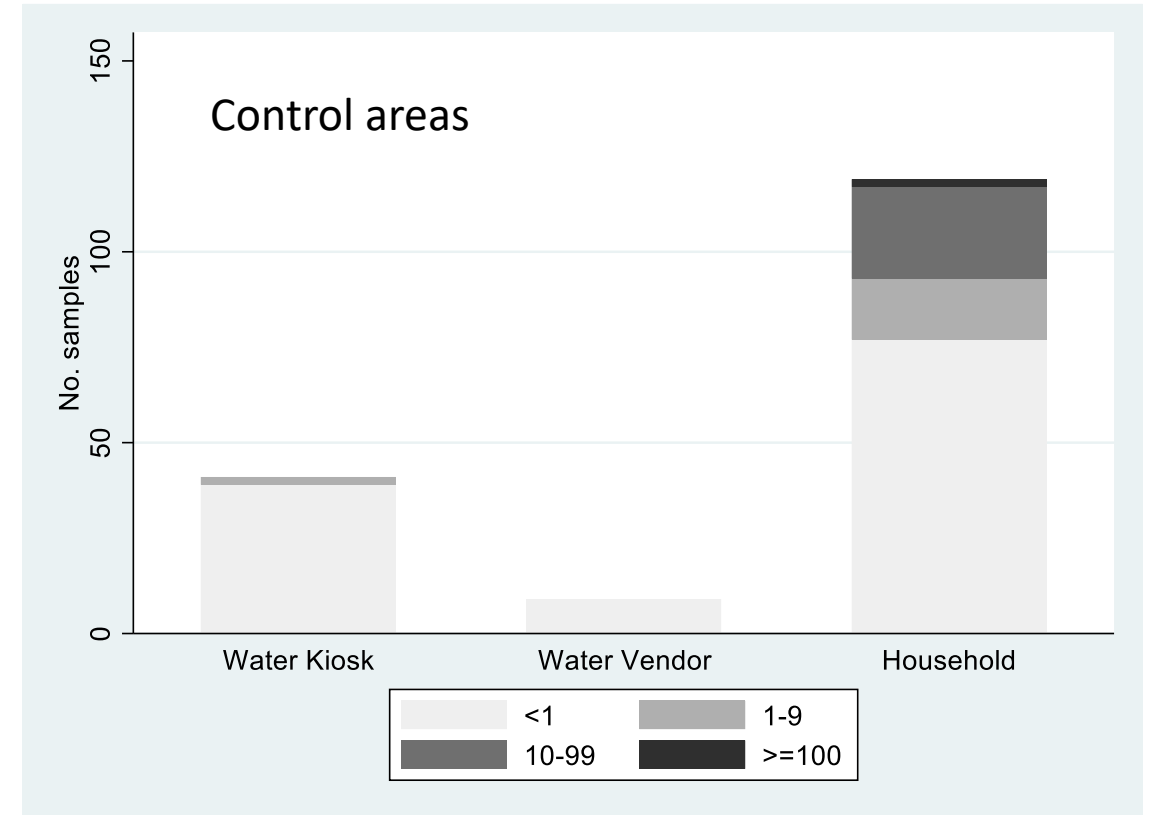 Control areas
No. samples
150
100
50
0
Water Kiosk Water Vendor Household
<1 1-9
10-99 >=100